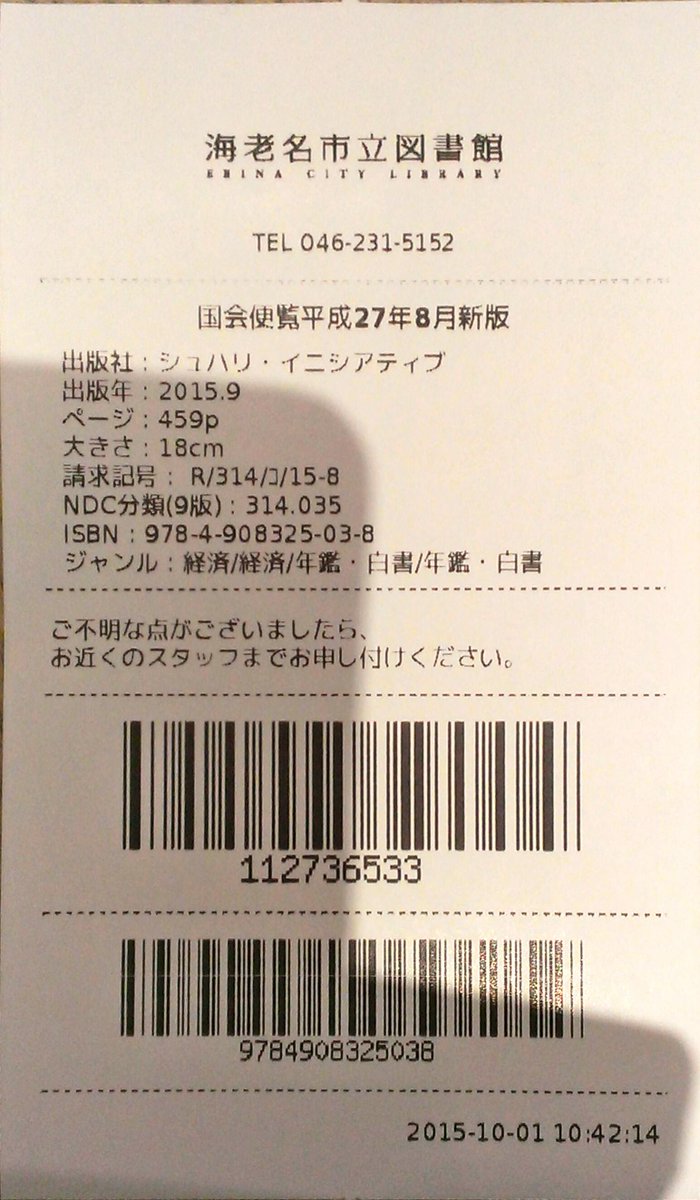 海老名市立図書館
EBINA CITY LIBRARY
TEL 046-231-5152
国会便覧平成27年8月新版
出版社：シュハリ・イニシアティブ
出版年：2015.9
ページ：459p
大きさ：18cm
請求記号： R/314/ｺ/15-8
NDC分類(9版)：314.035
ISBN：978-4-908325-03-8
ジャンル：経済/経済/年鑑・白書/年鑑・白書
ご不明な点がございましたら、
お近くのスタッフまでお申し付けください。
112736533
9784908325038
2015-10-01 10:42:14